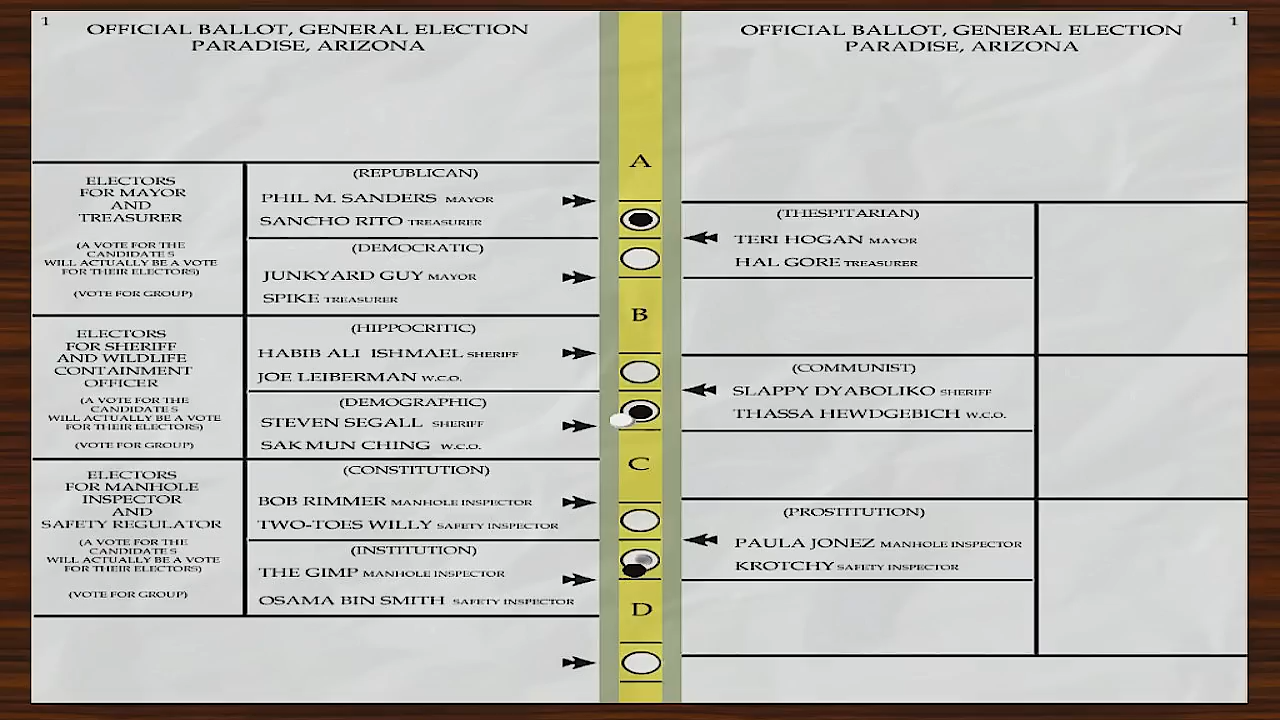 1
OFFICIAL BALLOT, GENERAL ELECTION
PARADISE, ARIZONA
ELECTORS
FOR MAYOR
AND
TREASURER
(A VOTE FOR THE
CANDIDATE S
WILL ACTUALLY BE A VOTE
FOR THEIR ELECTORS)
(VOTE FOR GROUP)
(REPUBLICAN)
PHIL M. SANDERS MAYOR
SANCHO RITO TREASURER
(DEMOCRATIC)
JUNKYARD GUY MAYOR
SPIKE TREASURER
ELECTORS
FOR SHERIFF
AND WILDLIFE
CONTAINMENT
OFFICER
(A VOTE FOR THE
CANDIDATE S
WILL ACTUALLY BE A VOTE
FOR THEIR ELECTORS)
(VOTE FOR GROUP)
(HIPPOCRITIC)
HABIB ALI ISHMAEL SHERIFF
JOE LEIBERMAN W.C.O.
(DEMOGRAPHIC)
STEVEN SEGALL SHERIFF
SAK MUN CHING W.C.O.
ELECTORS
FOR MANHOLE
INSPECTOR
AND
SAFETY REGULATOR
(A VOTE FOR THE
CANDIDATE S
WILL ACTUALLY BE A VOTE
FOR THEIR ELECTORS)
(VOTE FOR GROUP)
(CONSTITUTION)
BOB RIMMER MANHOLE INSPECTOR
TWO-TOES WILLY SAFETY INSPECTOR
(INSTITUTION)
THE GIMP MANHOLE INSPECTOR
OSAMA BIN SMITH SAFETY INSPECTOR
A
B
C
D
1
OFFICIAL BALLOT, GENERAL ELECTION
PARADISE, ARIZONA
(THESPITARIAN)
TERI HOGAN MAYOR
HAL GORE TREASURER
(COMMUNIST)
SLAPPY DYABOLIKO SHERIFF
THASSA HEWDGEBICH W.C.O.
(PROSTITUTION)
PAULA JONEZ MANHOLE INSPECTOR
KROTCHY SAFETY INSPECTOR